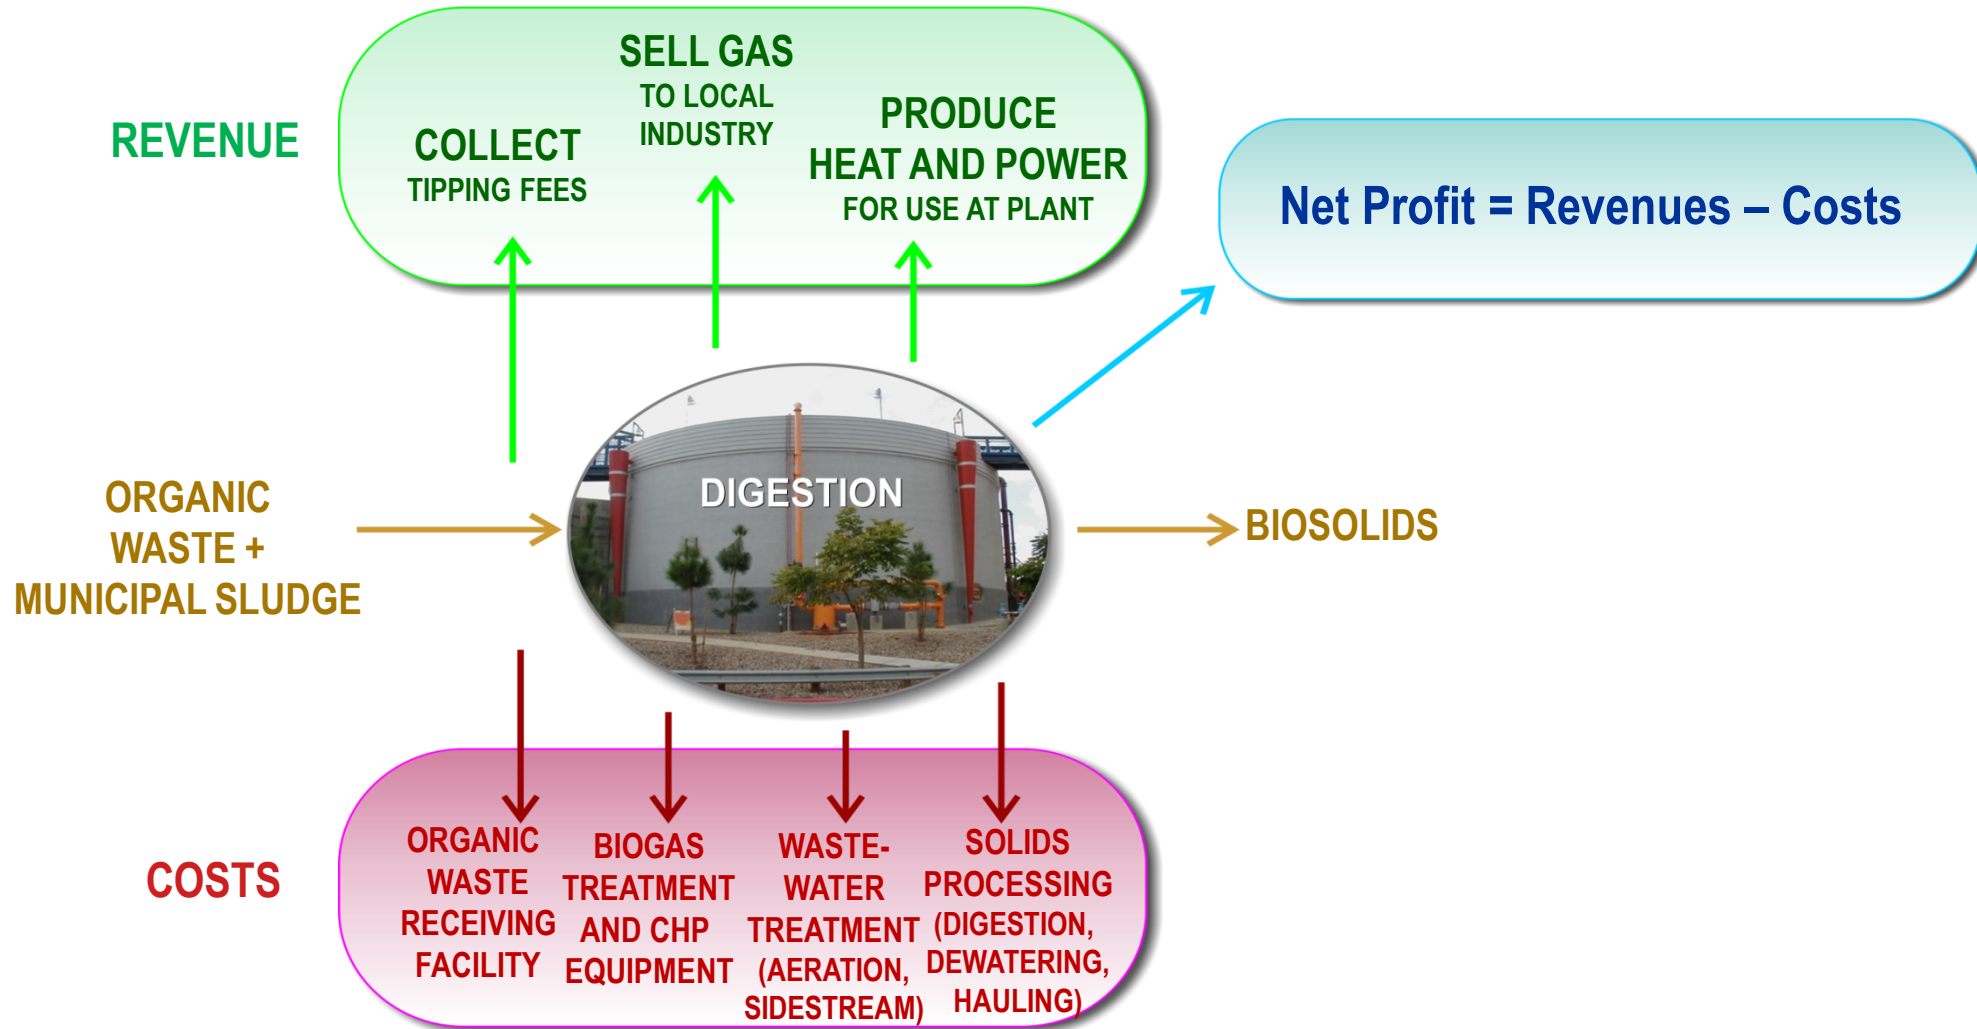 REVENUE
COLLECT
TIPPING FEES
SELL GAS
TO LOCAL
INDUSTRY
PRODUCE
HEAT AND POWER
FOR USE AT PLANT
Net Profit = Revenues – Costs
ORGANIC
WASTE +
MUNICIPAL SLUDGE
DIGESTION
BIOSOLIDS
COSTS
ORGANIC
WASTE
RECEIVING
FACILITY
BIOGAS
TREATMENT
AND CHP
EQUIPMENT
WASTE-
WATER
TREATMENT
(AERATION,
SIDESTREAM)
SOLIDS
PROCESSING
(DIGESTION,
DEWATERING,
HAULING)